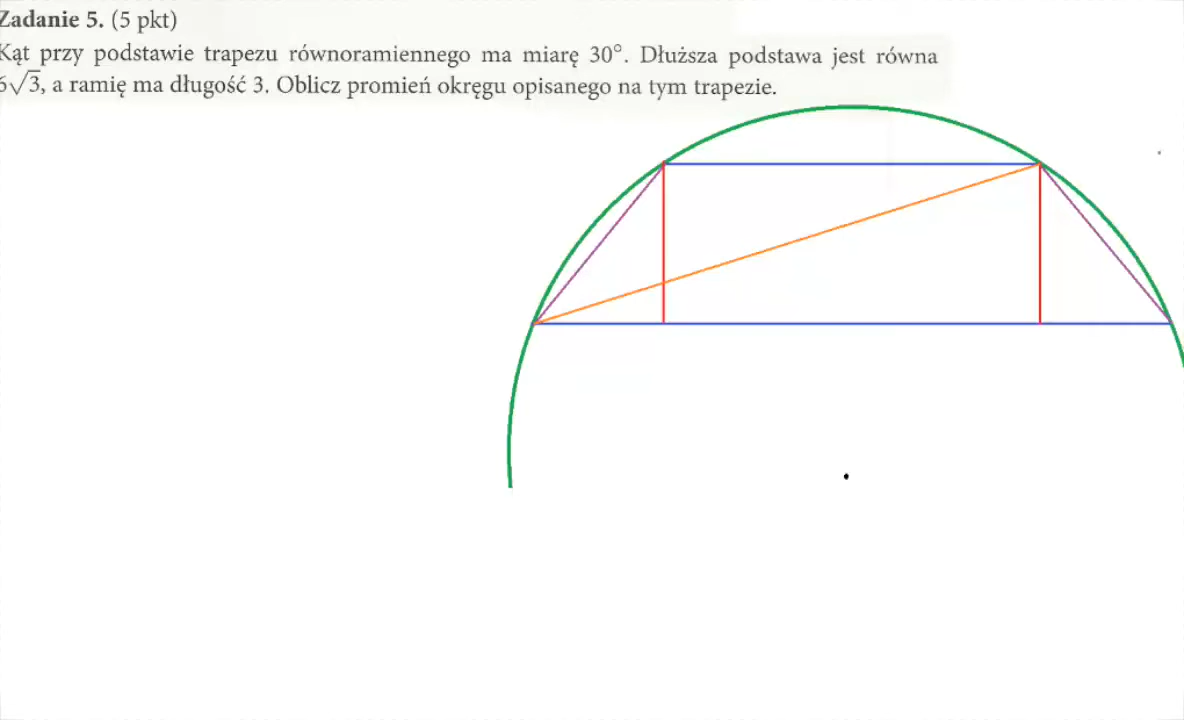 Zadanie 5. (5 pkt)
Kąt przy podstawie trapezu równoramiennego ma miarę 30°. Dłuższa podstawa jest równa
6√3, a ramię ma długość 3. Oblicz promień okręgu opisanego na tym trapezie.